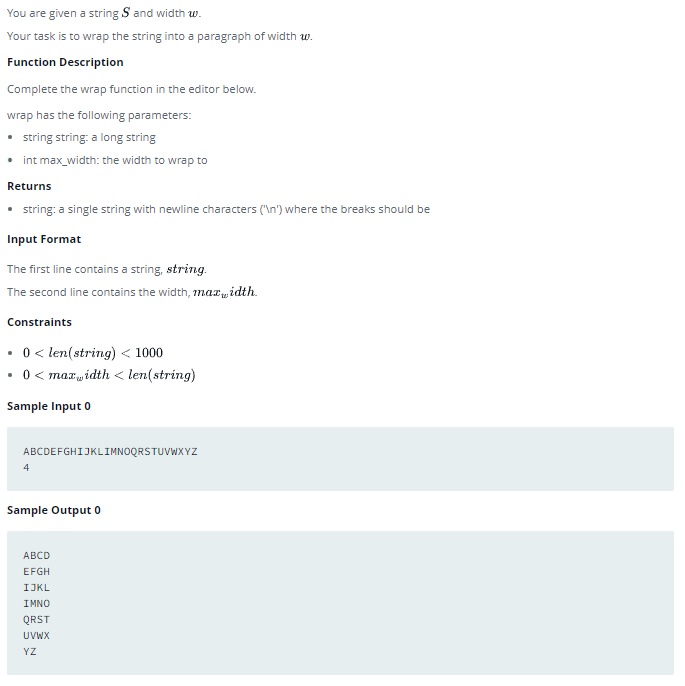 You are given a string S and width w.
Your task is to wrap the string into a paragraph of width w.
Function Description
Complete the wrap function in the editor below.
wrap has the following parameters:
• string string: a long string
• int max_width: the width to wrap to
Returns
• string: a single string with newline characters ('\n') where the breaks should be
Input Format
The first line contains a string, string.
The second line contains the width, max_width.
Constraints
• 0 < len(string) < 1000
• 0 < max_width < len(string)
Sample Input 0
ABCDEFGHIJKLIMNOQRSTUVWXYZ
4
Sample Output 0
ABCD
EFGH
IJKL
IMNO
QRST
UVWX
YZ